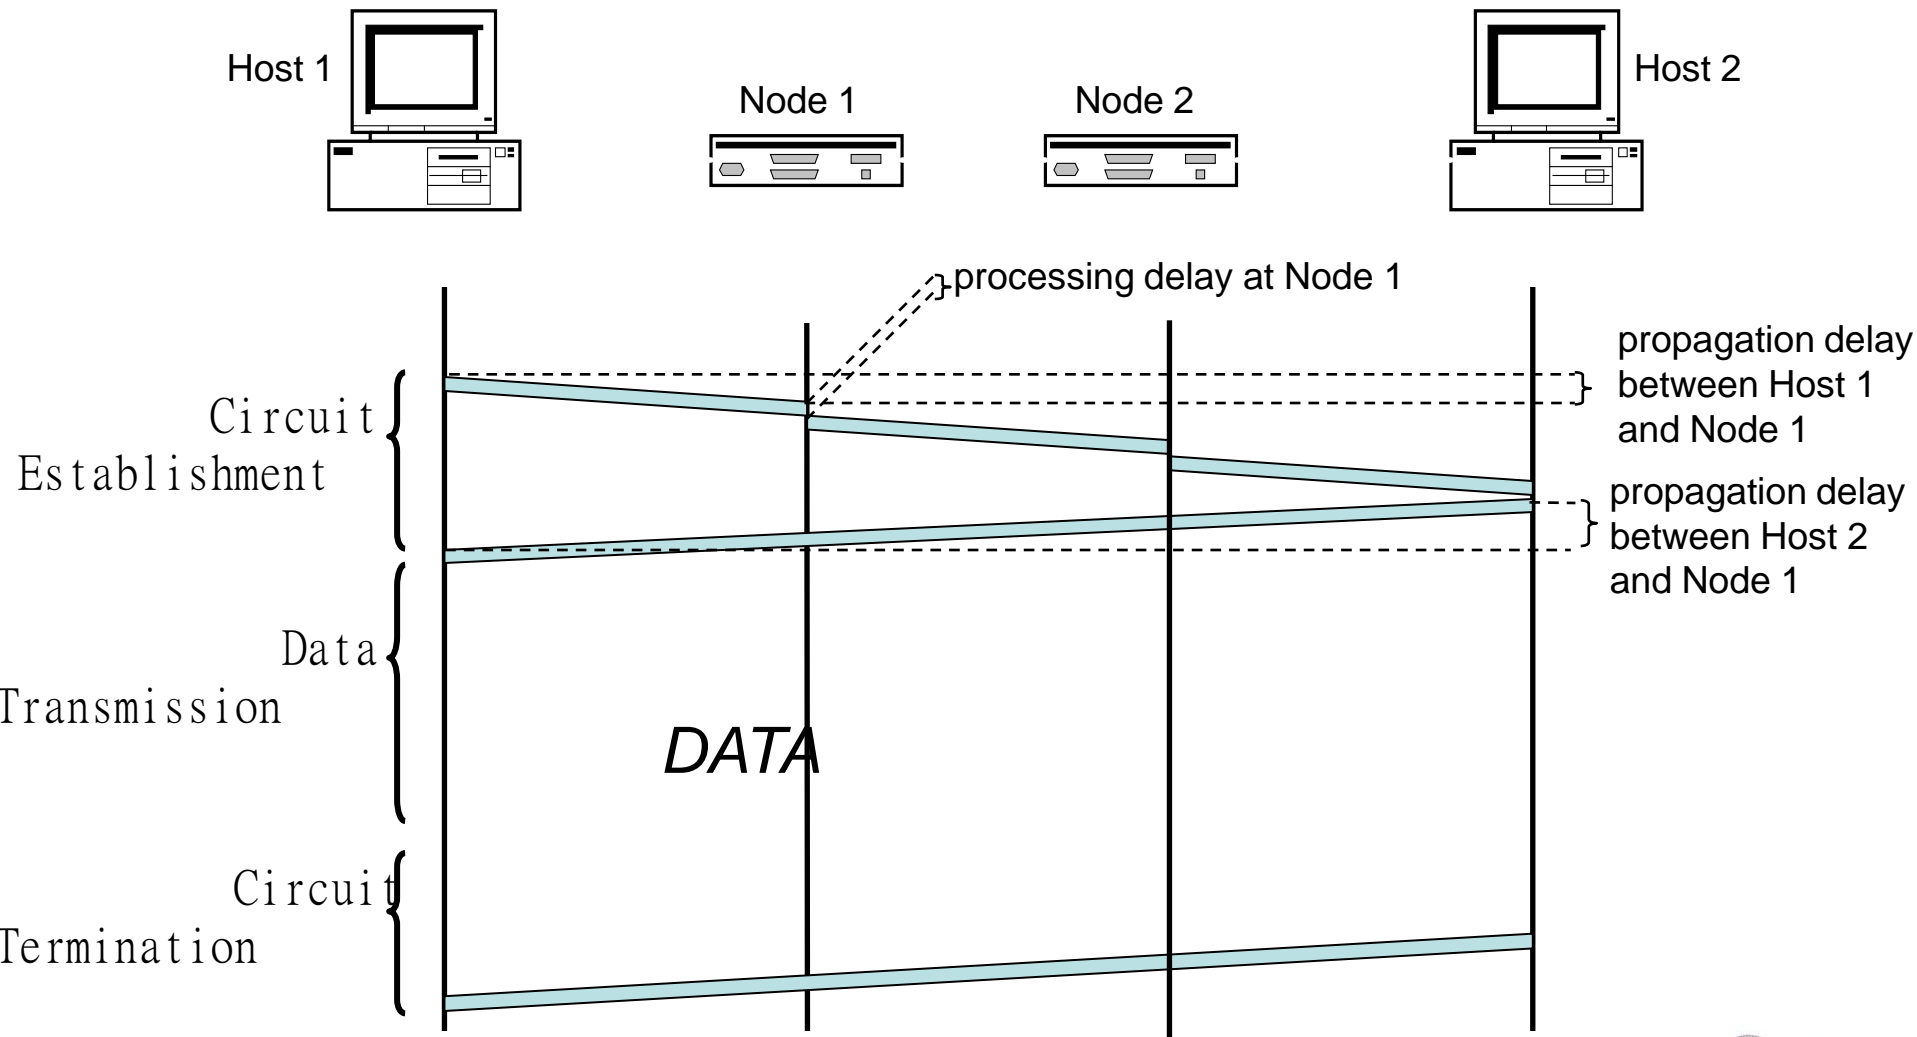 Host 1
Node 1
Node 2
Host 2
processing delay at Node 1
propagation delay
between Host 1
and Node 1
Circuit
Establishment
propagation delay
between Host 2
and Node 1
Data
Transmission
DATA
Circuit
Termination